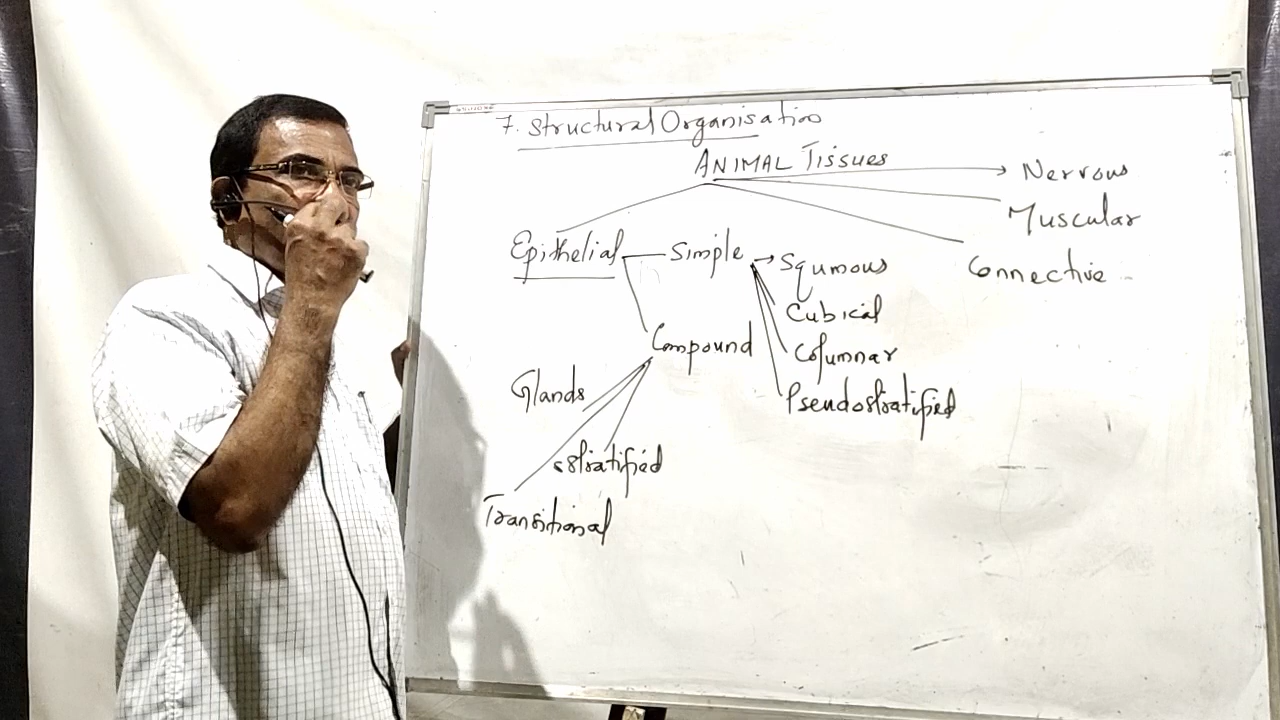 7. Structural Organisation
ANIMAL TISSUES
Nervous
Muscular
Connective
Epithelial
Simple
Squmous
Cubical
Columnar
Pseudostratified
Compound
Glands
Stratified
Transitional